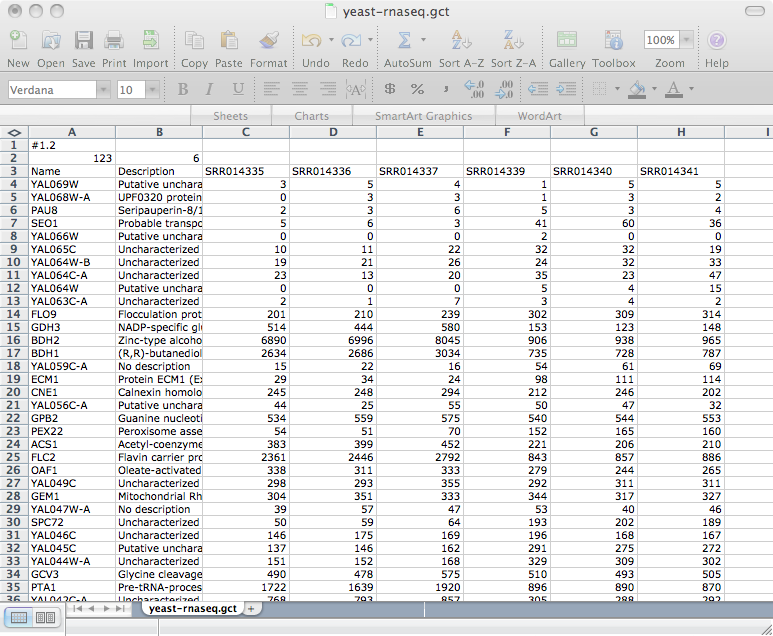 yeast-rnaseq.gct
New Open Save Print Import Copy Paste Format Undo Redo AutoSum Sort A-Z Sort Z-A Gallery Toolbox 100% Zoom Help
Verdana 10 B I U A $ % , .0 .00 .00 .0 A
Sheets Charts SmartArt Graphics WordArt
A B C D E F G H I
1 #1.2
2 123 6
3 Name Description SRR014335 SRR014336 SRR014337 SRR014339 SRR014340 SRR014341
4 YAL069W Putative unchara 3 5 4 1 5 5
5 YAL068W-A UPF0320 protein 0 3 3 1 3 2
6 PAU8 Seripauperin-8/1 2 3 6 5 3 4
7 SEO1 Probable transpo 5 6 3 41 60 36
8 YAL066W Putative unchara 0 0 0 2 0 0
9 YAL065C Uncharacterized 10 11 22 32 32 19
10 YAL064W-B Uncharacterized 19 21 26 24 32 33
11 YAL064C-A Uncharacterized 23 13 20 35 23 47
12 YAL064W Putative unchara 0 0 0 5 4 15
13 YAL063C-A Uncharacterized 2 1 7 3 4 2
14 FLO9 Flocculation prot 201 210 239 302 309 314
15 GDH3 NADP-specific glu 514 444 580 153 123 148
16 BDH2 Zinc-type alcoho 6890 6996 8045 906 938 965
17 BDH1 (R,R)-butanediol 2634 2686 3034 735 728 787
18 YAL059C-A No description 15 22 16 54 61 69
19 ECM1 Protein ECM1 (Ex 29 34 24 98 111 114
20 CNE1 Calnexin homolo 245 248 294 212 246 202
21 YAL056C-A Putative unchara 44 25 55 50 47 32
22 GPB2 Guanine nucleoti 534 559 575 540 544 553
23 PEX22 Peroxisome asse 54 51 70 152 165 160
24 ACS1 Acetyl-coenzyme 383 399 452 221 206 210
25 FLC2 Flavin carrier pro 2361 2446 2792 843 857 886
26 OAF1 Oleate-activated 338 311 333 279 244 265
27 YAL049C Uncharacterized 298 293 355 292 311 311
28 GEM1 Mitochondrial Rh 304 351 333 344 317 327
29 YAL047W-A No description 39 57 47 53 40 46
30 SPC72 Uncharacterized 50 59 64 193 202 189
31 YAL046C Uncharacterized 146 175 169 196 168 167
32 YAL045C Putative unchara 137 146 162 291 275 272
33 YAL044W-A Uncharacterized 151 152 168 329 309 302
34 GCV3 Glycine cleavage 490 478 575 510 493 505
35 PTA1 Pre-tRNA-proces 1722 1639 1920 896 890 870
36 YAL042C-A Uncharacterized 768 793 857 305 288 292
yeast-rnaseq.gct +